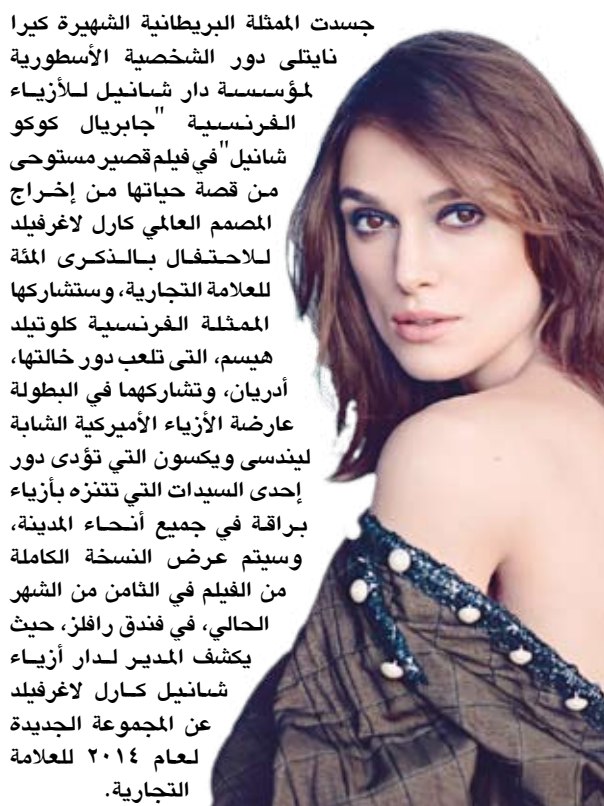 جسدت الممثلة البريطانية الشهيرة كيرا
نايتلى دور الشخصية الأسطورية
لمؤسسة دار شانيل للأزياء
الفرنسية "جابريال كوكو
شانيل" في فيلم قصير مستوحى
من قصة حياتها من إخراج
المصمم العالمي كارل لاغرفيلد
للاحتفال بالذكرى المئة
للعلامة التجارية، وستشاركها
الممثلة الفرنسية كلوتيلد
هيسم، التى تلعب دور خالتها،
أدريان، وتشاركهما في البطولة
عارضة الأزياء الأميركية الشابة
ليندسى ويكسون التي تؤدى دور
إحدى السيدات التي تتنزه بأزياء
براقة في جميع أنحاء المدينة،
وسيتم عرض النسخة الكاملة
من الفيلم في الثامن من الشهر
الحالي، في فندق رافلز، حيث
يكشف المدير لدار أزياء
شانيل كارل لاغرفيلد
عن المجموعة الجديدة
لعام ٢٠١٤ للعلامة
التجارية.